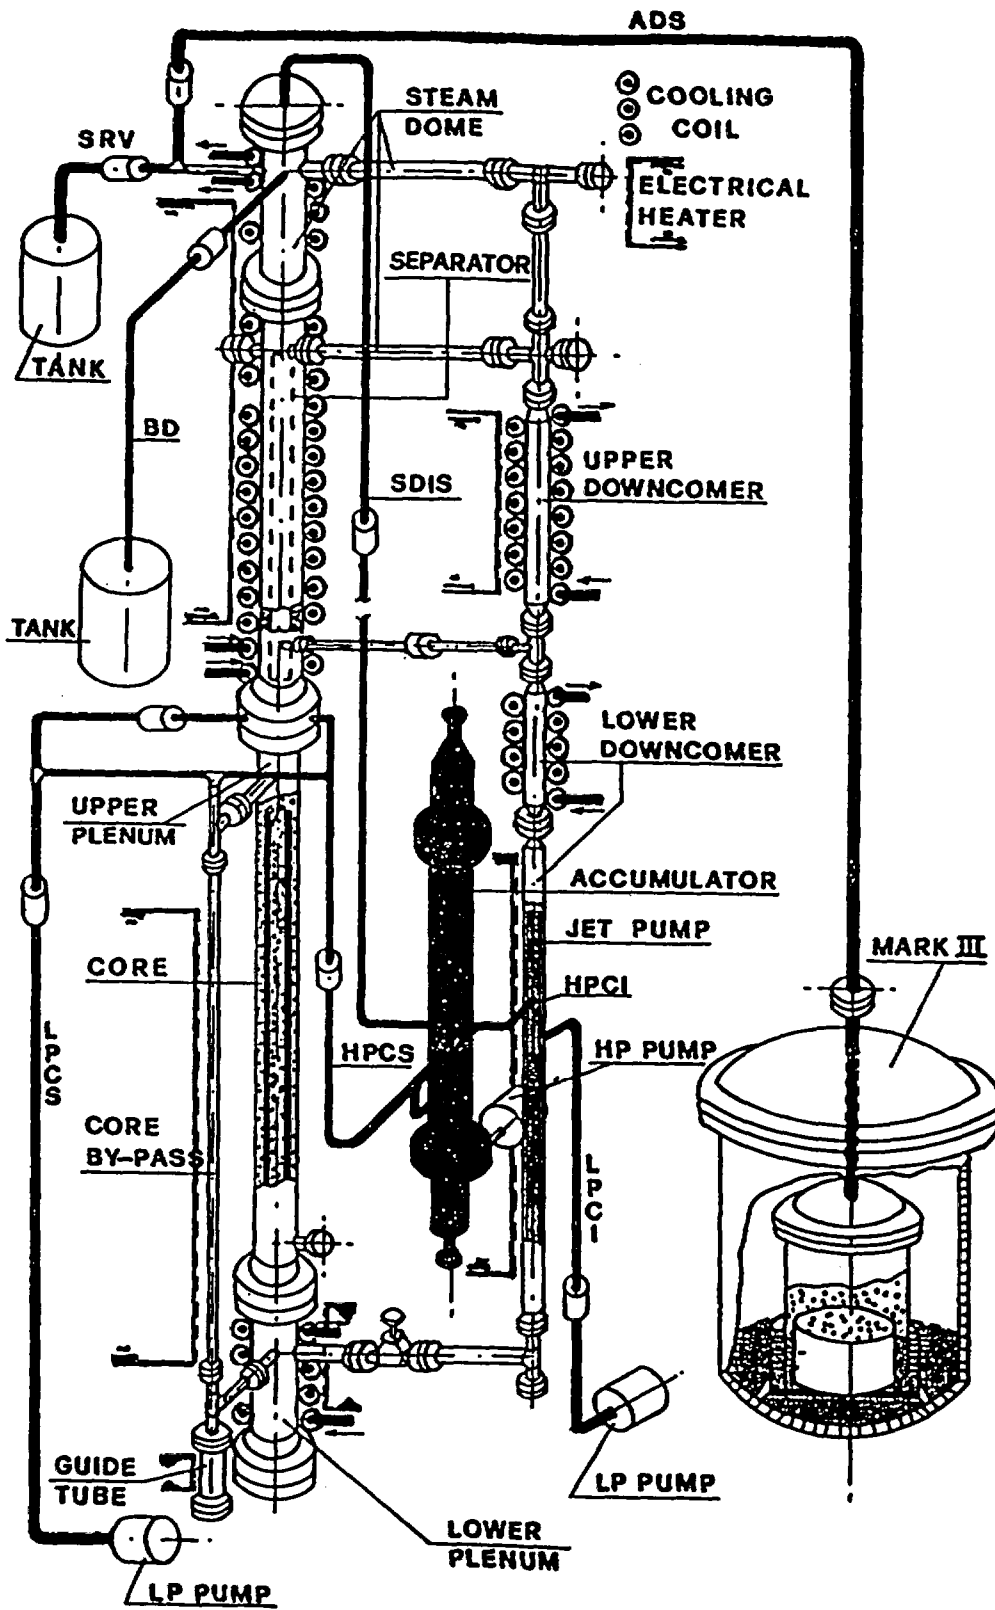 ADS
STEAM
DOME
COOLING
COIL
SRV
ELECTRICAL
HEATER
SEPARATOR
TANK
BD
UPPER
DOWNCOMER
SDIS
TANK
LOWER
DOWNCOMER
UPPER
PLENUM
ACCUMULATOR
JET PUMP
MARK III
CORE
HPCI
HPCS
HP PUMP
LPCS
CORE
BY-PASS
LPCI
GUIDE
TUBE
LP PUMP
LOWER
PLENUM
LP PUMP